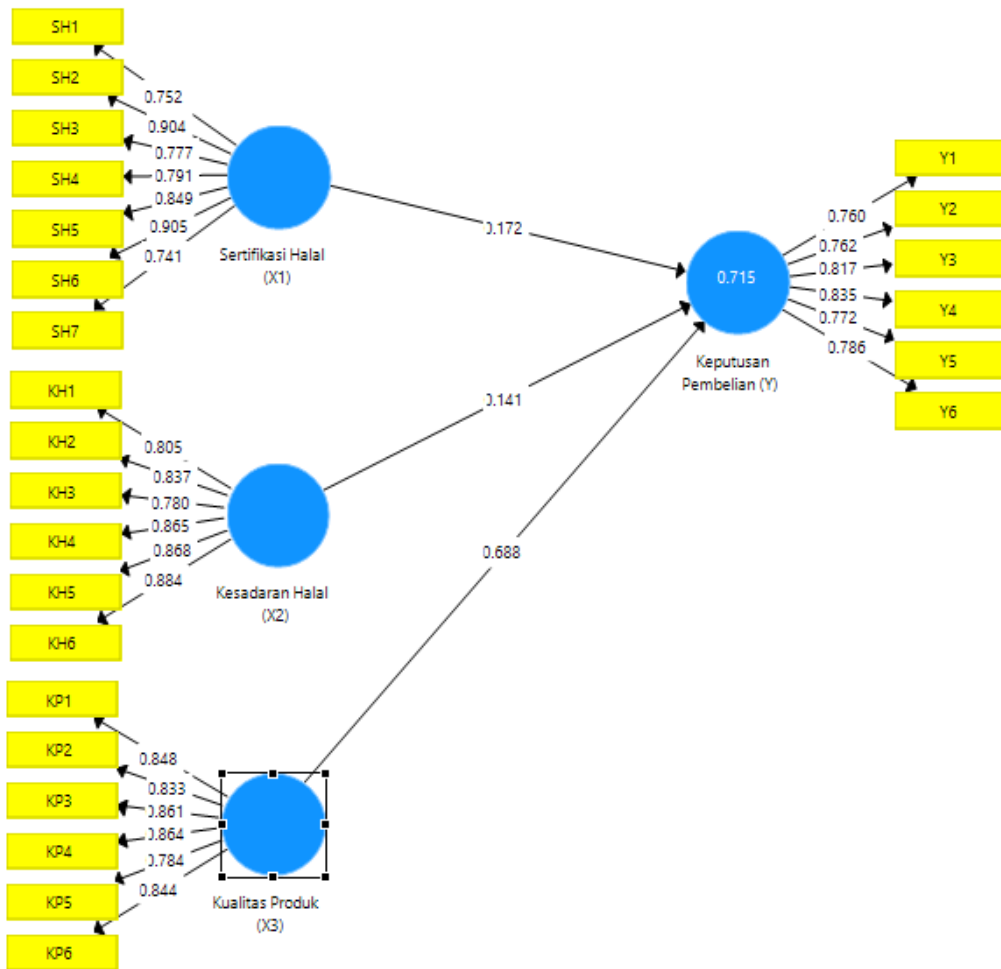 SH1
SH2
SH3
SH4
SH5
SH6
SH7
0.752
0.904
0.777
0.791
0.849
0.905
0.741
Sertifikasi Halal
(X1)
0.172
KH1
KH2
KH3
KH4
KH5
KH6
0.805
0.837
0.780
0.865
0.868
0.884
Kesadaran Halal
(X2)
0.141
KP1
KP2
KP3
KP4
KP5
KP6
0.848
0.833
0.861
0.864
0.784
0.844
Kualitas Produk
(X3)
0.688
0.715
Keputusan
Pembelian (Y)
0.760
0.762
0.817
0.835
0.772
0.786
Y1
Y2
Y3
Y4
Y5
Y6